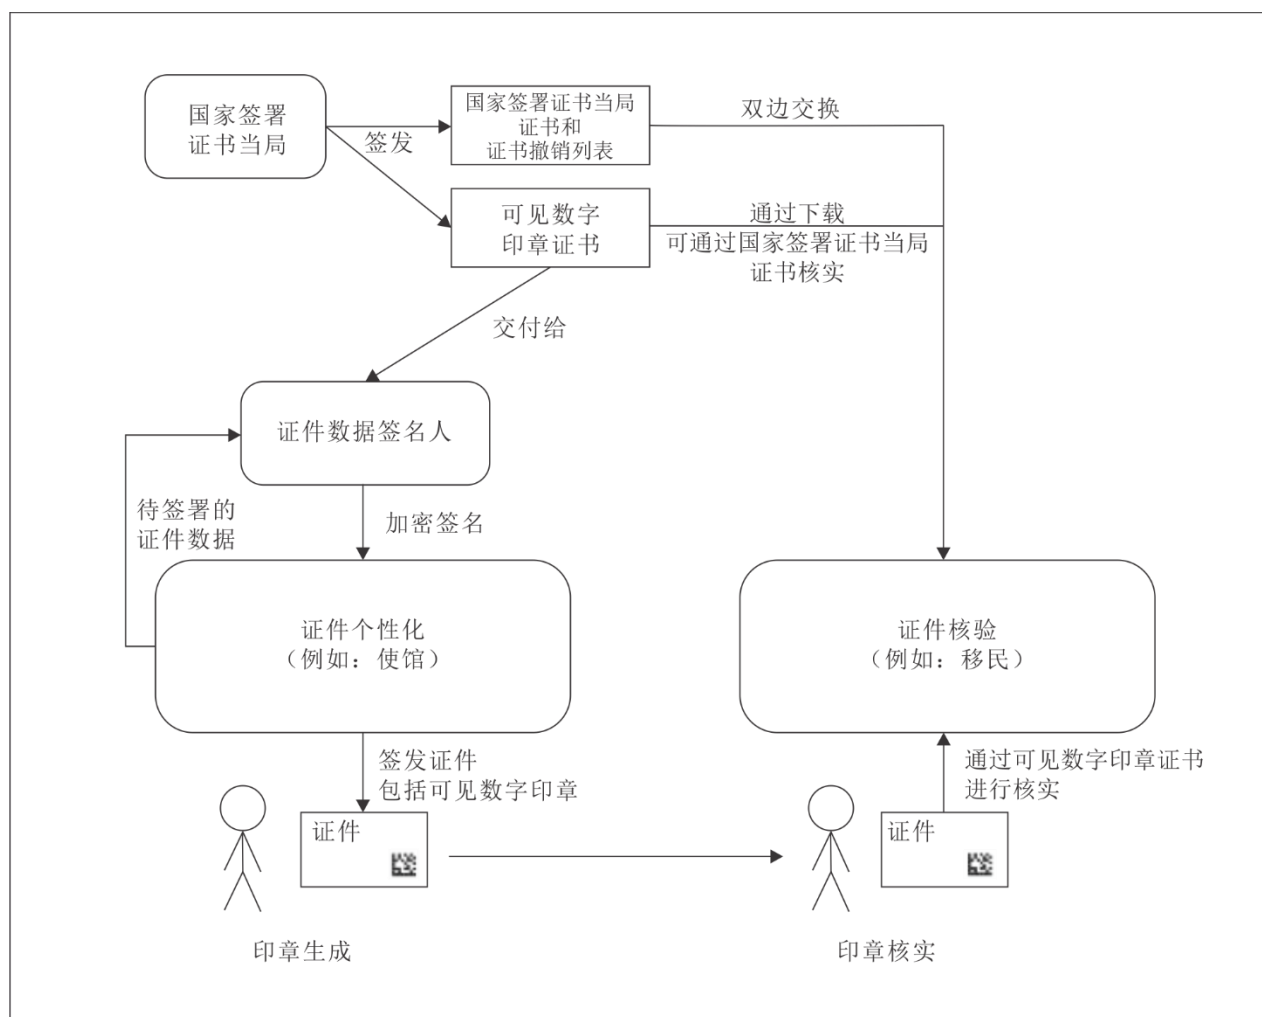 国家签署
证书当局
签发
国家签署证书当局
证书和
证书撤销列表
双边交换
可见数字
印章证书
通过下载
可通过国家签署证书当局
证书核实
交付给
证件数据签名人
待签署的
证件数据
加密签名
证件个性化
（例如：使馆）
证件核验
（例如：移民）
签发证件
包括可见数字印章
通过可见数字印章证书
进行核实
证件
证件
印章生成
印章核实